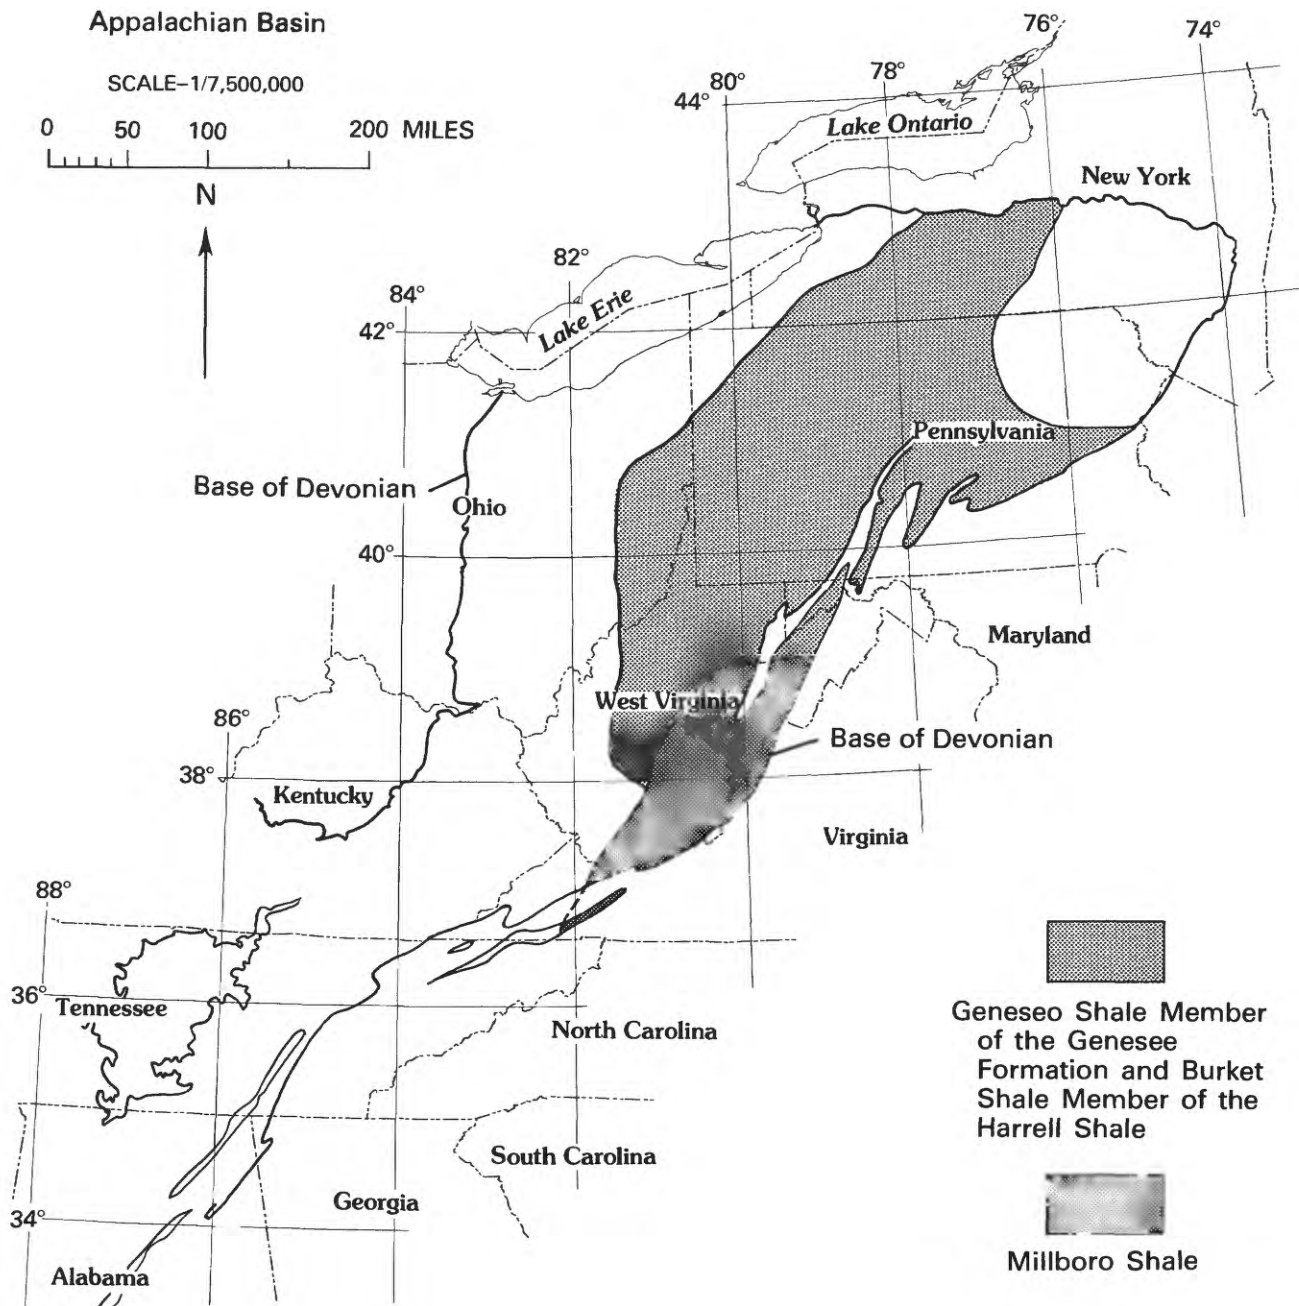 Appalachian Basin
SCALE-1/7,500,000
0 50 100 200 MILES
N
76°
74°
80°
78°
44°
Lake Ontario
New York
82°
84°
Lake Erie
42°
Pennsylvania
Base of Devonian
Ohio
40°
Maryland
West Virginia
86°
Base of Devonian
38°
Kentucky
Virginia
88°
36°
Tennessee
North Carolina
Geneseo Shale Member
of the Genesee
Formation and Burket
Shale Member of the
Harrell Shale
South Carolina
Georgia
34°
Millboro Shale
Alabama